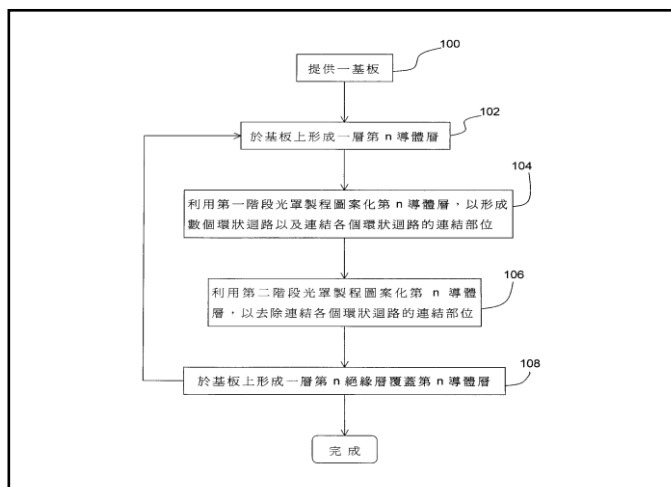 100
提供一基板
102
於基板上形成一層第 n 導體層
104
利用第一階段光罩製程圖案化第 n 導體層，以形成
數個環狀迴路以及連結各個環狀迴路的連結部位
106
利用第二階段光罩製程圖案化 第 n 導體
層，以去除連結各個環狀迴路的連結部位
108
於基板上形成一層第 n 絕緣層覆蓋第 n 導體層
完成